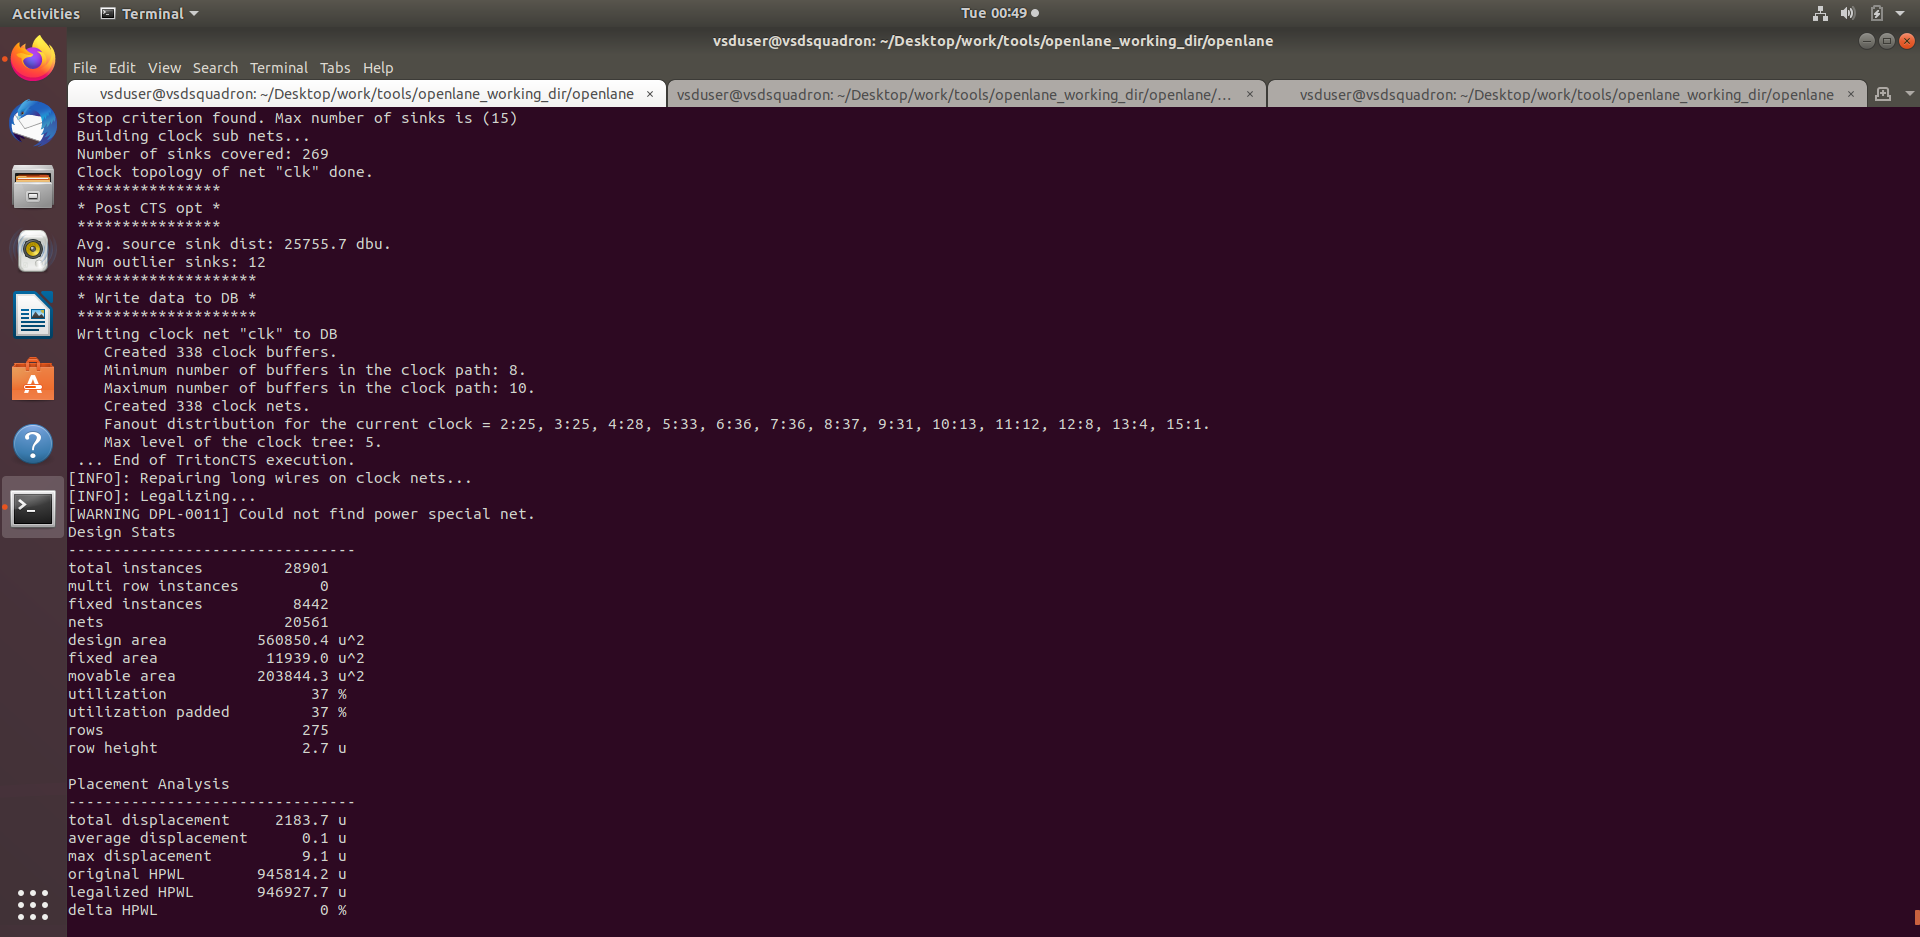 Activities Terminal Tue 00:49
vsduser@vsdsquadron: ~/Desktop/work/tools/openlane_working_dir/openlane
File Edit View Search Terminal Tabs Help
vsduser@vsdsquadron: ~/Desktop/work/tools/openlane_working_dir/openlane × vsduser@vsdsquadron: ~/Desktop/work/tools/openlane_working_dir/openlane/... × vsduser@vsdsquadron: ~/Desktop/work/tools/openlane_working_dir/openlane ×
Stop criterion found. Max number of sinks is (15)
Building clock sub nets...
Number of sinks covered: 269
Clock topology of net "clk" done.
****************
* Post CTS opt *
****************
Avg. source sink dist: 25755.7 dbu.
Num outlier sinks: 12
********************
* Write data to DB *
********************
Writing clock net "clk" to DB
Created 338 clock buffers.
Minimum number of buffers in the clock path: 8.
Maximum number of buffers in the clock path: 10.
Created 338 clock nets.
Fanout distribution for the current clock = 2:25, 3:25, 4:28, 5:33, 6:36, 7:36, 8:37, 9:31, 10:13, 11:12, 12:8, 13:4, 15:1.
Max level of the clock tree: 5.
... End of TritonCTS execution.
[INFO]: Repairing long wires on clock nets...
[INFO]: Legalizing...
[WARNING DPL-0011] Could not find power special net.
Design Stats
--------------------------------
total instances 28901
multi row instances 0
fixed instances 8442
nets 20561
design area 560850.4 u^2
fixed area 11939.0 u^2
movable area 203844.3 u^2
utilization 37 %
utilization padded 37 %
rows 275
row height 2.7 u
Placement Analysis
--------------------------------
total displacement 2183.7 u
average displacement 0.1 u
max displacement 9.1 u
original HPWL 945814.2 u
legalized HPWL 946927.7 u
delta HPWL 0 %